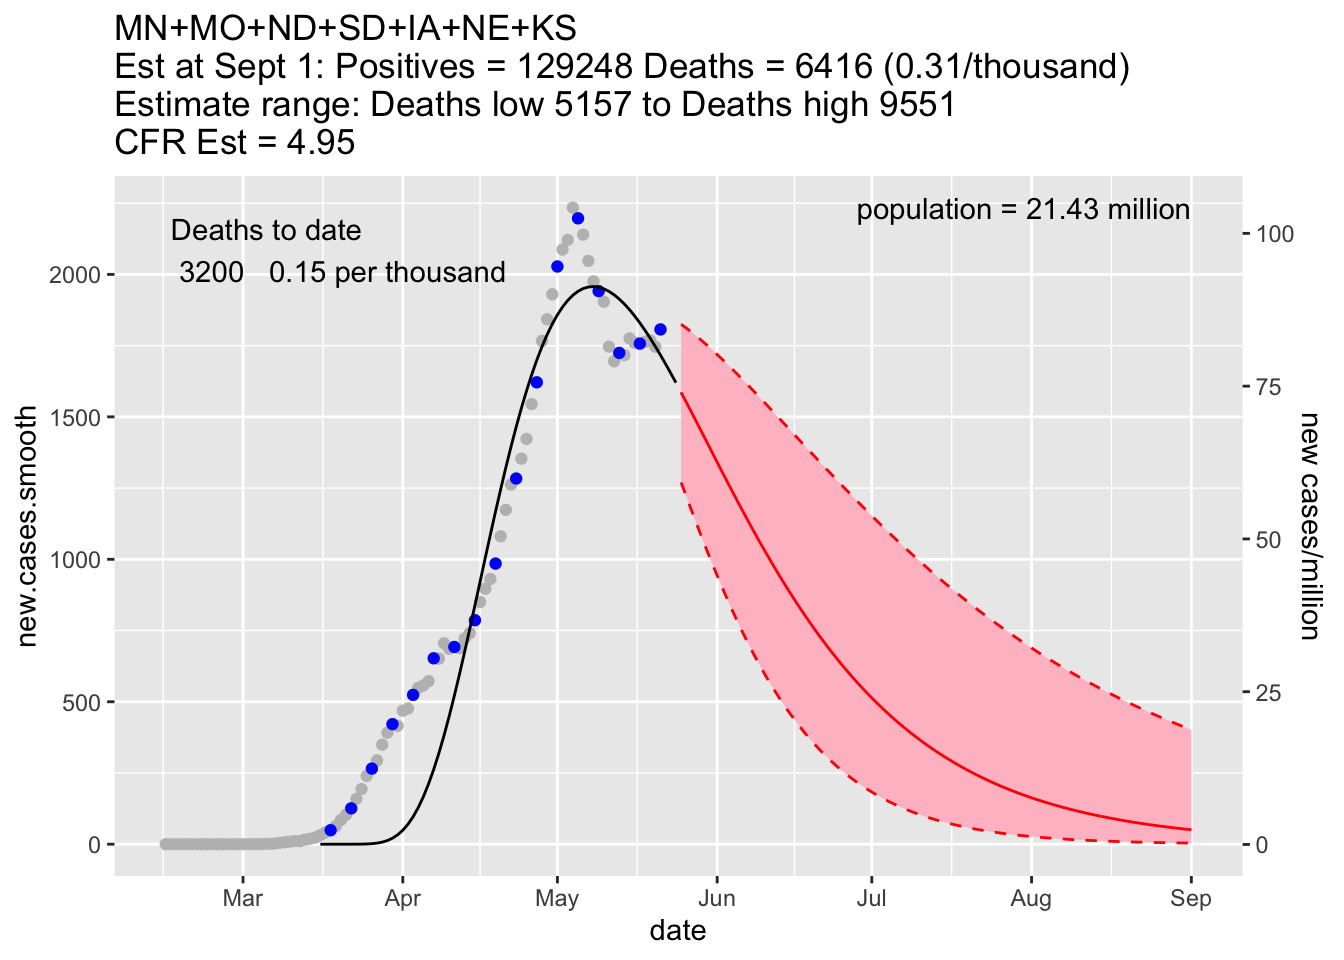 MN+MO+ND+SD+IA+NE+KS
Est at Sept 1: Positives = 129248 Deaths = 6416 (0.31/thousand)
Estimate range: Deaths low 5157 to Deaths high 9551
CFR Est = 4.95
population = 21.43 million
Deaths to date
3200 0.15 per thousand
new.cases.smooth
2000
1500
1000
500
0
new cases/million
100
75
50
25
0
Mar Apr May Jun Jul Aug Sep
date